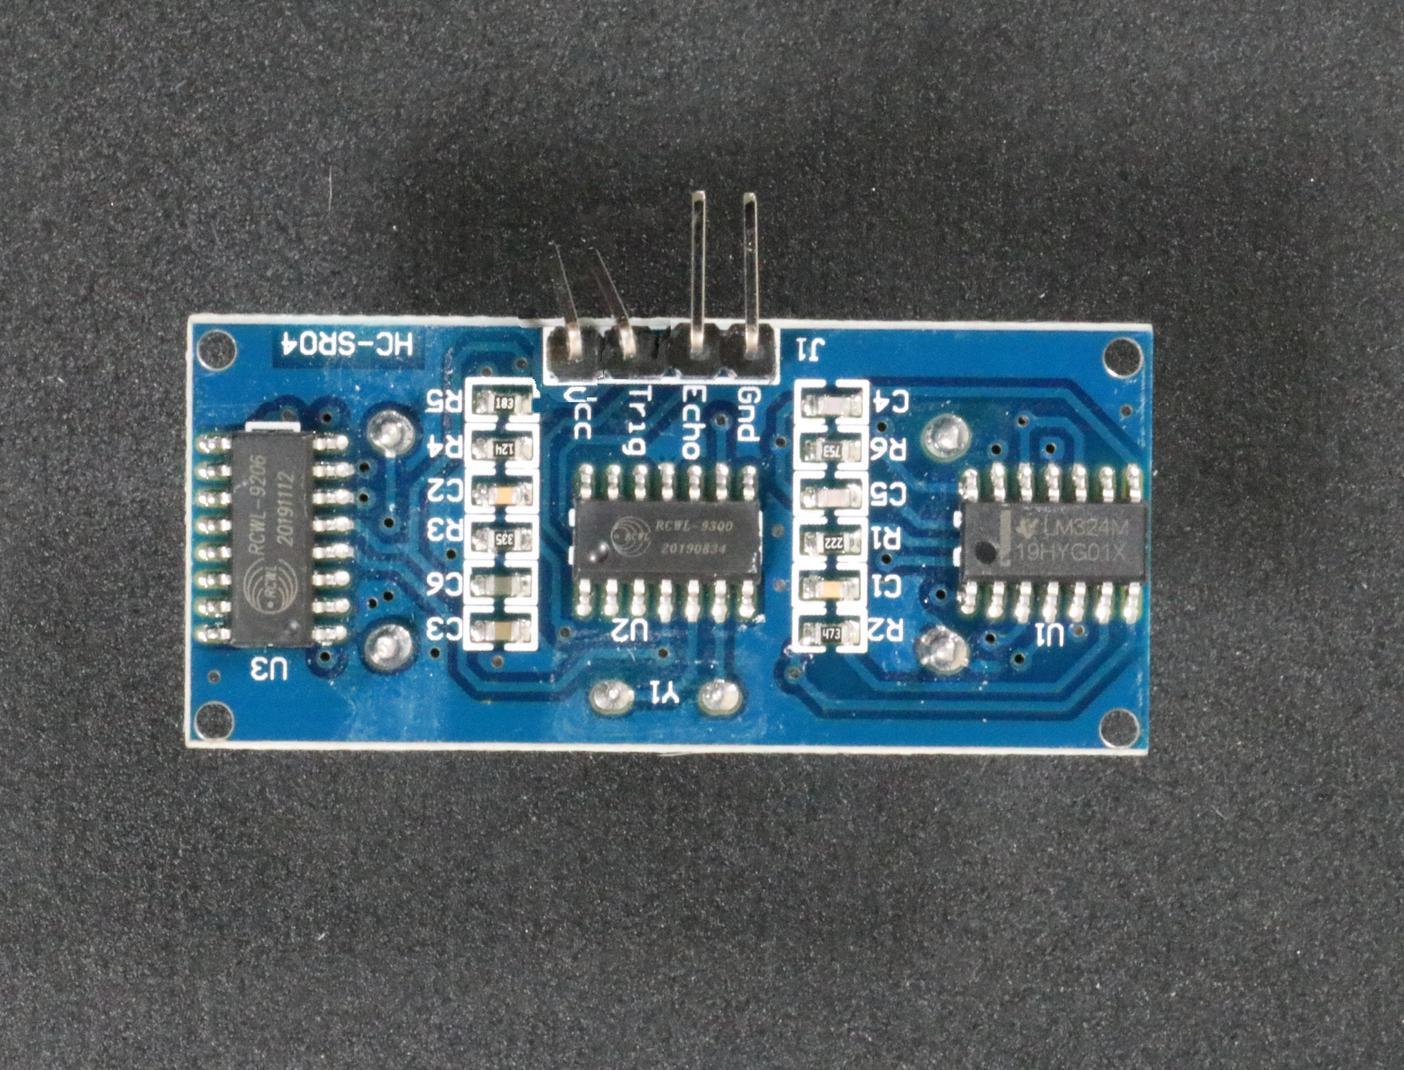 HC-SR04
J1
Vcc
Trig
Echo
Gnd
R5
183
R4
124
C2
R3
335
C6
C3
C4
R6
753
C5
R1
222
C1
R2
473
RCWL-9206
20191112
RCWL
U3
RCWL
RCWL-9300
20190834
U2
LM324M
19HYG01X
U1
Y1